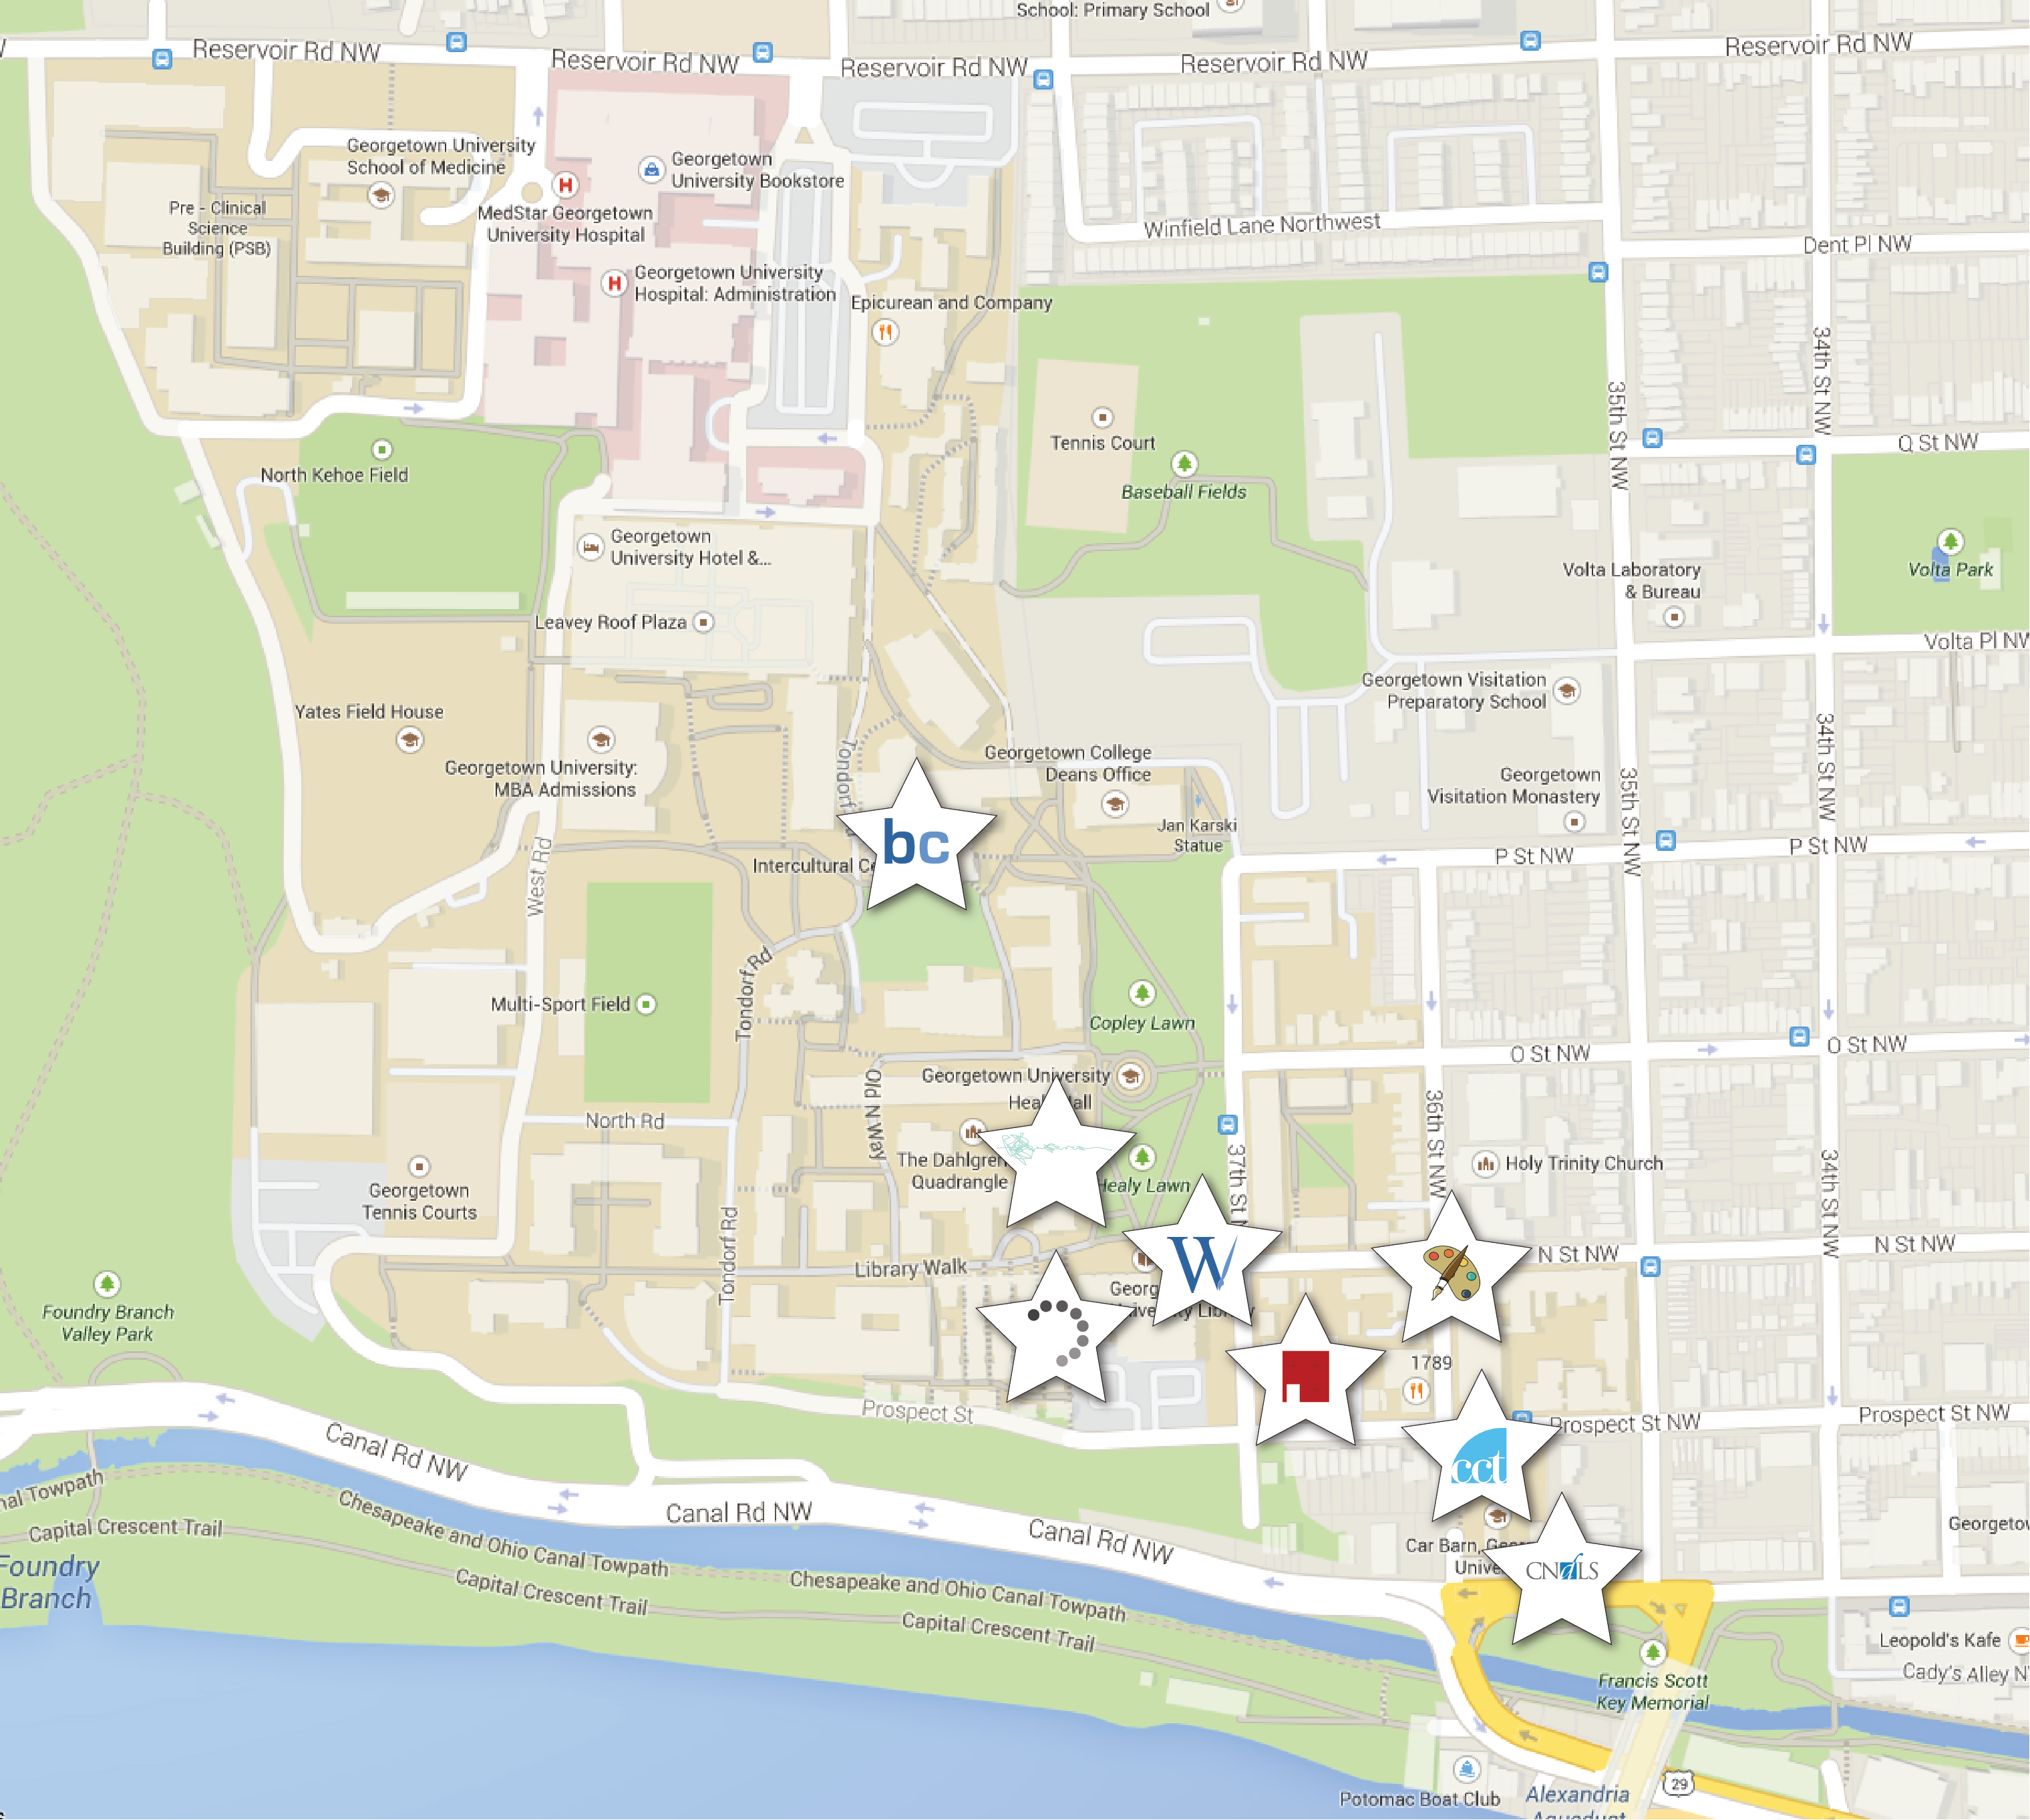 School: Primary School
Reservoir Rd NW
Reservoir Rd NW
Reservoir Rd NW
Reservoir Rd NW
Reservoir Rd NW
Georgetown University
School of Medicine
Georgetown
University Bookstore
Pre - Clinical
Science
Building (PSB)
MedStar Georgetown
University Hospital
Winfield Lane Northwest
Dent Pl NW
Georgetown University
Hospital: Administration
Epicurean and Company
34th St NW
35th St NW
Tennis Court
Q St NW
North Kehoe Field
Baseball Fields
Georgetown
University Hotel &...
Volta Laboratory
& Bureau
Volta Park
Leavey Roof Plaza
Volta Pl NW
Georgetown Visitation
Preparatory School
Yates Field House
34th St NW
Georgetown University:
MBA Admissions
Tondorf
Georgetown College
Deans Office
Georgetown
Visitation Monastery
35th St NW
Jan Karski
Statue
bc
P St NW
P St NW
Intercultural Ce
West Rd
Tondorf Rd
Multi-Sport Field
Copley Lawn
O St NW
O St NW
Georgetown University
Healy Hall
Old N Way
North Rd
36th St NW
37th St N
34th St NW
The Dahlgren
Quadrangle
Healy Lawn
Holy Trinity Church
Georgetown
Tennis Courts
Tondorf Rd
W
N St NW
N St NW
Library Walk
Georg
University Library
Foundry Branch
Valley Park
1789
Prospect St
Prospect St NW
Prospect St NW
Canal Rd NW
cct
nal Towpath
Chesapeake and Ohio Canal Towpath
Canal Rd NW
Canal Rd NW
Capital Crescent Trail
Georgetow
Car Barn, Geo
Unive
CNDLS
Foundry
Branch
Capital Crescent Trail
Chesapeake and Ohio Canal Towpath
Capital Crescent Trail
Leopold's Kafe
Cady's Alley N
Francis Scott
Key Memorial
29
Potomac Boat Club
Alexandria
Aqueduct